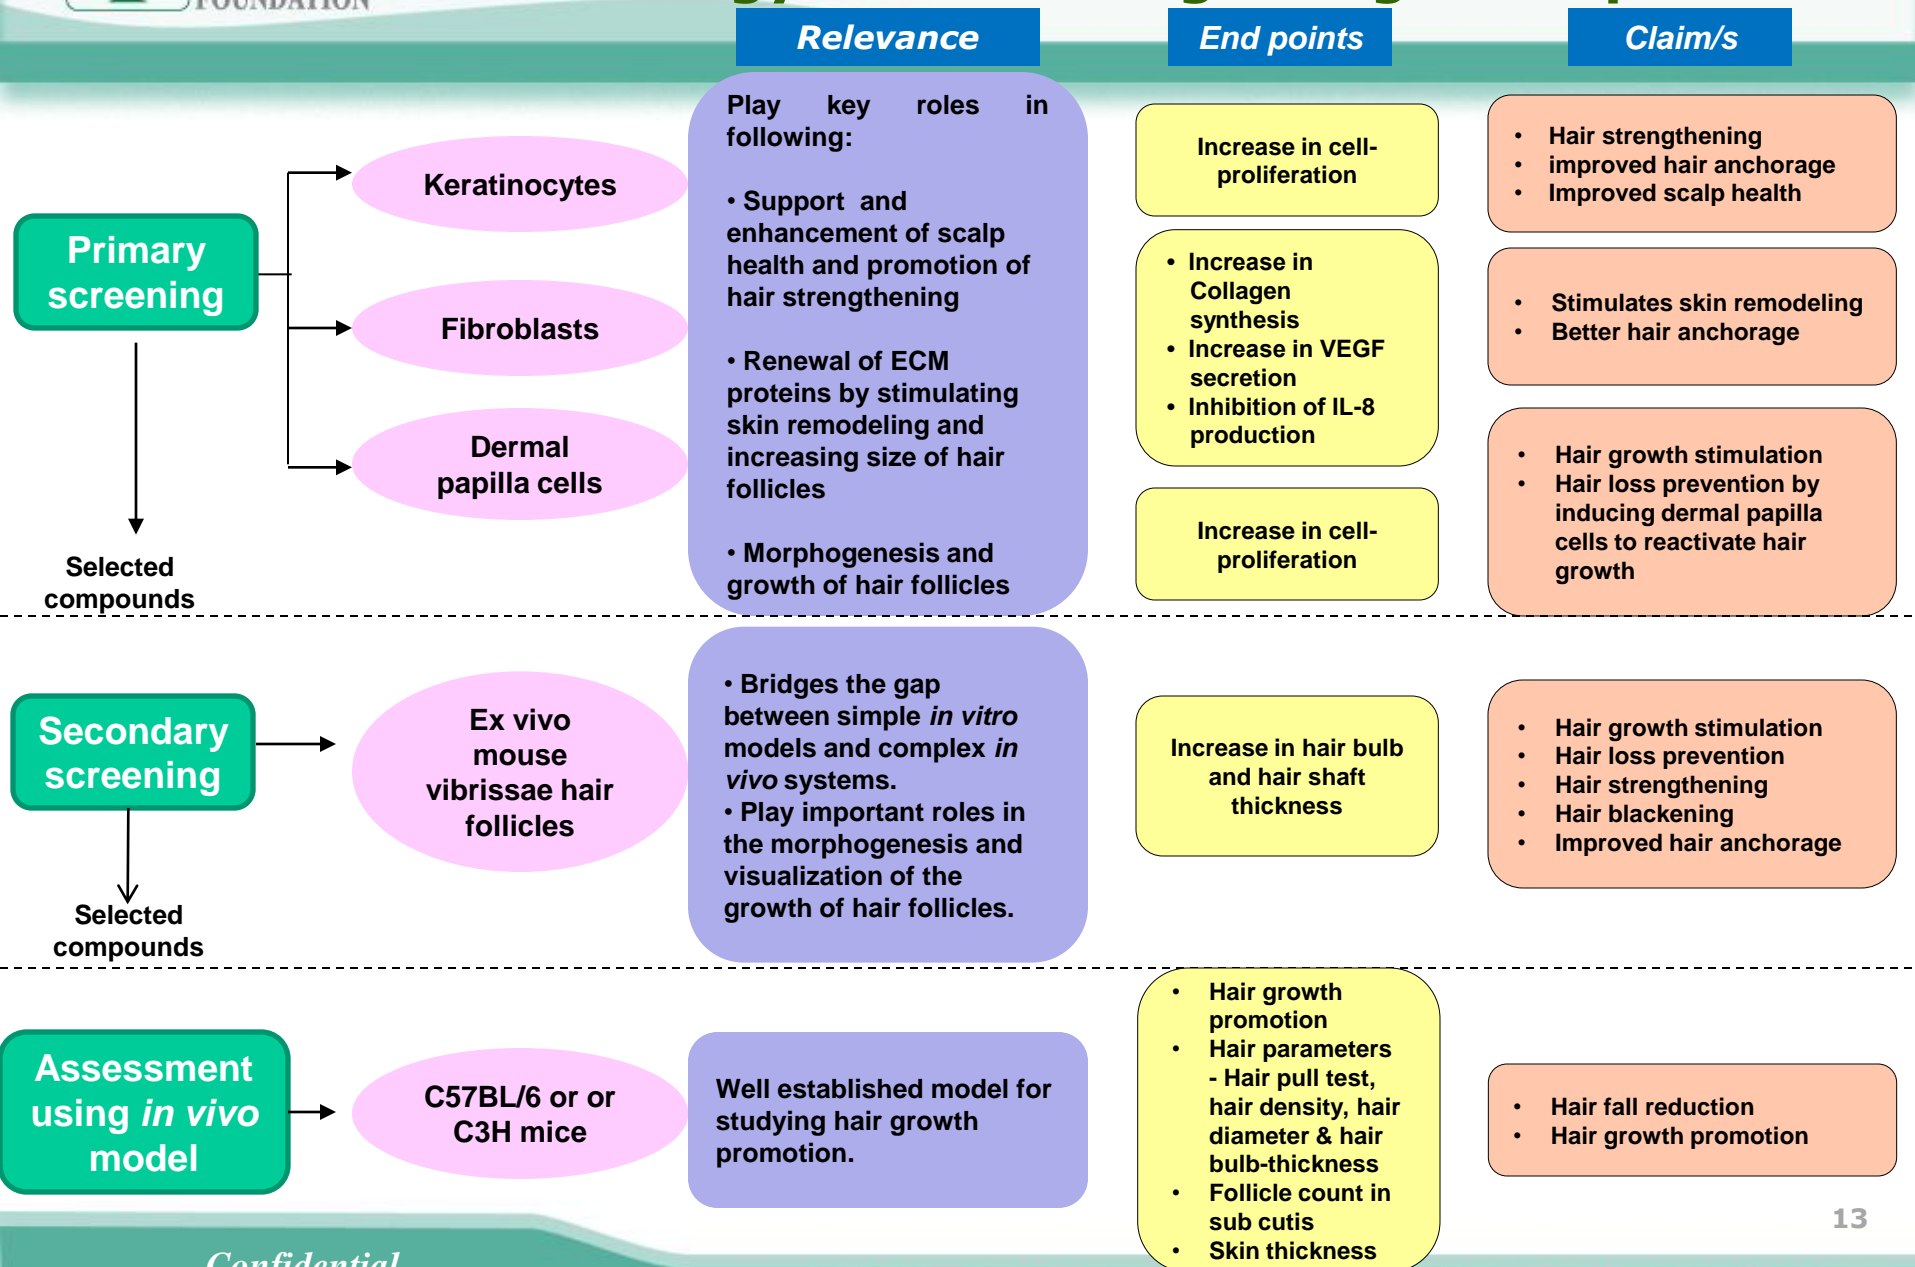 FOUNDATION
Relevance
End points
Claim/s
Primary
screening
Selected
compounds
Keratinocytes
Fibroblasts
Dermal
papilla cells
Play key roles in
following:
• Support and
enhancement of scalp
health and promotion of
hair strengthening
• Renewal of ECM
proteins by stimulating
skin remodeling and
increasing size of hair
follicles
• Morphogenesis and
growth of hair follicles
Increase in cell-
proliferation
• Increase in
Collagen
synthesis
• Increase in VEGF
secretion
• Inhibition of IL-8
production
Increase in cell-
proliferation
• Hair strengthening
• improved hair anchorage
• Improved scalp health
• Stimulates skin remodeling
• Better hair anchorage
• Hair growth stimulation
• Hair loss prevention by
inducing dermal papilla
cells to reactivate hair
growth
Secondary
screening
Selected
compounds
Ex vivo
mouse
vibrissae hair
follicles
• Bridges the gap
between simple in vitro
models and complex in
vivo systems.
• Play important roles in
the morphogenesis and
visualization of the
growth of hair follicles.
Increase in hair bulb
and hair shaft
thickness
• Hair growth stimulation
• Hair loss prevention
• Hair strengthening
• Hair blackening
• Improved hair anchorage
Assessment
using in vivo
model
C57BL/6 or or
C3H mice
Well established model for
studying hair growth
promotion.
• Hair growth
promotion
• Hair parameters
- Hair pull test,
hair density, hair
diameter & hair
bulb-thickness
• Follicle count in
sub cutis
• Skin thickness
• Hair fall reduction
• Hair growth promotion
13
Confidential